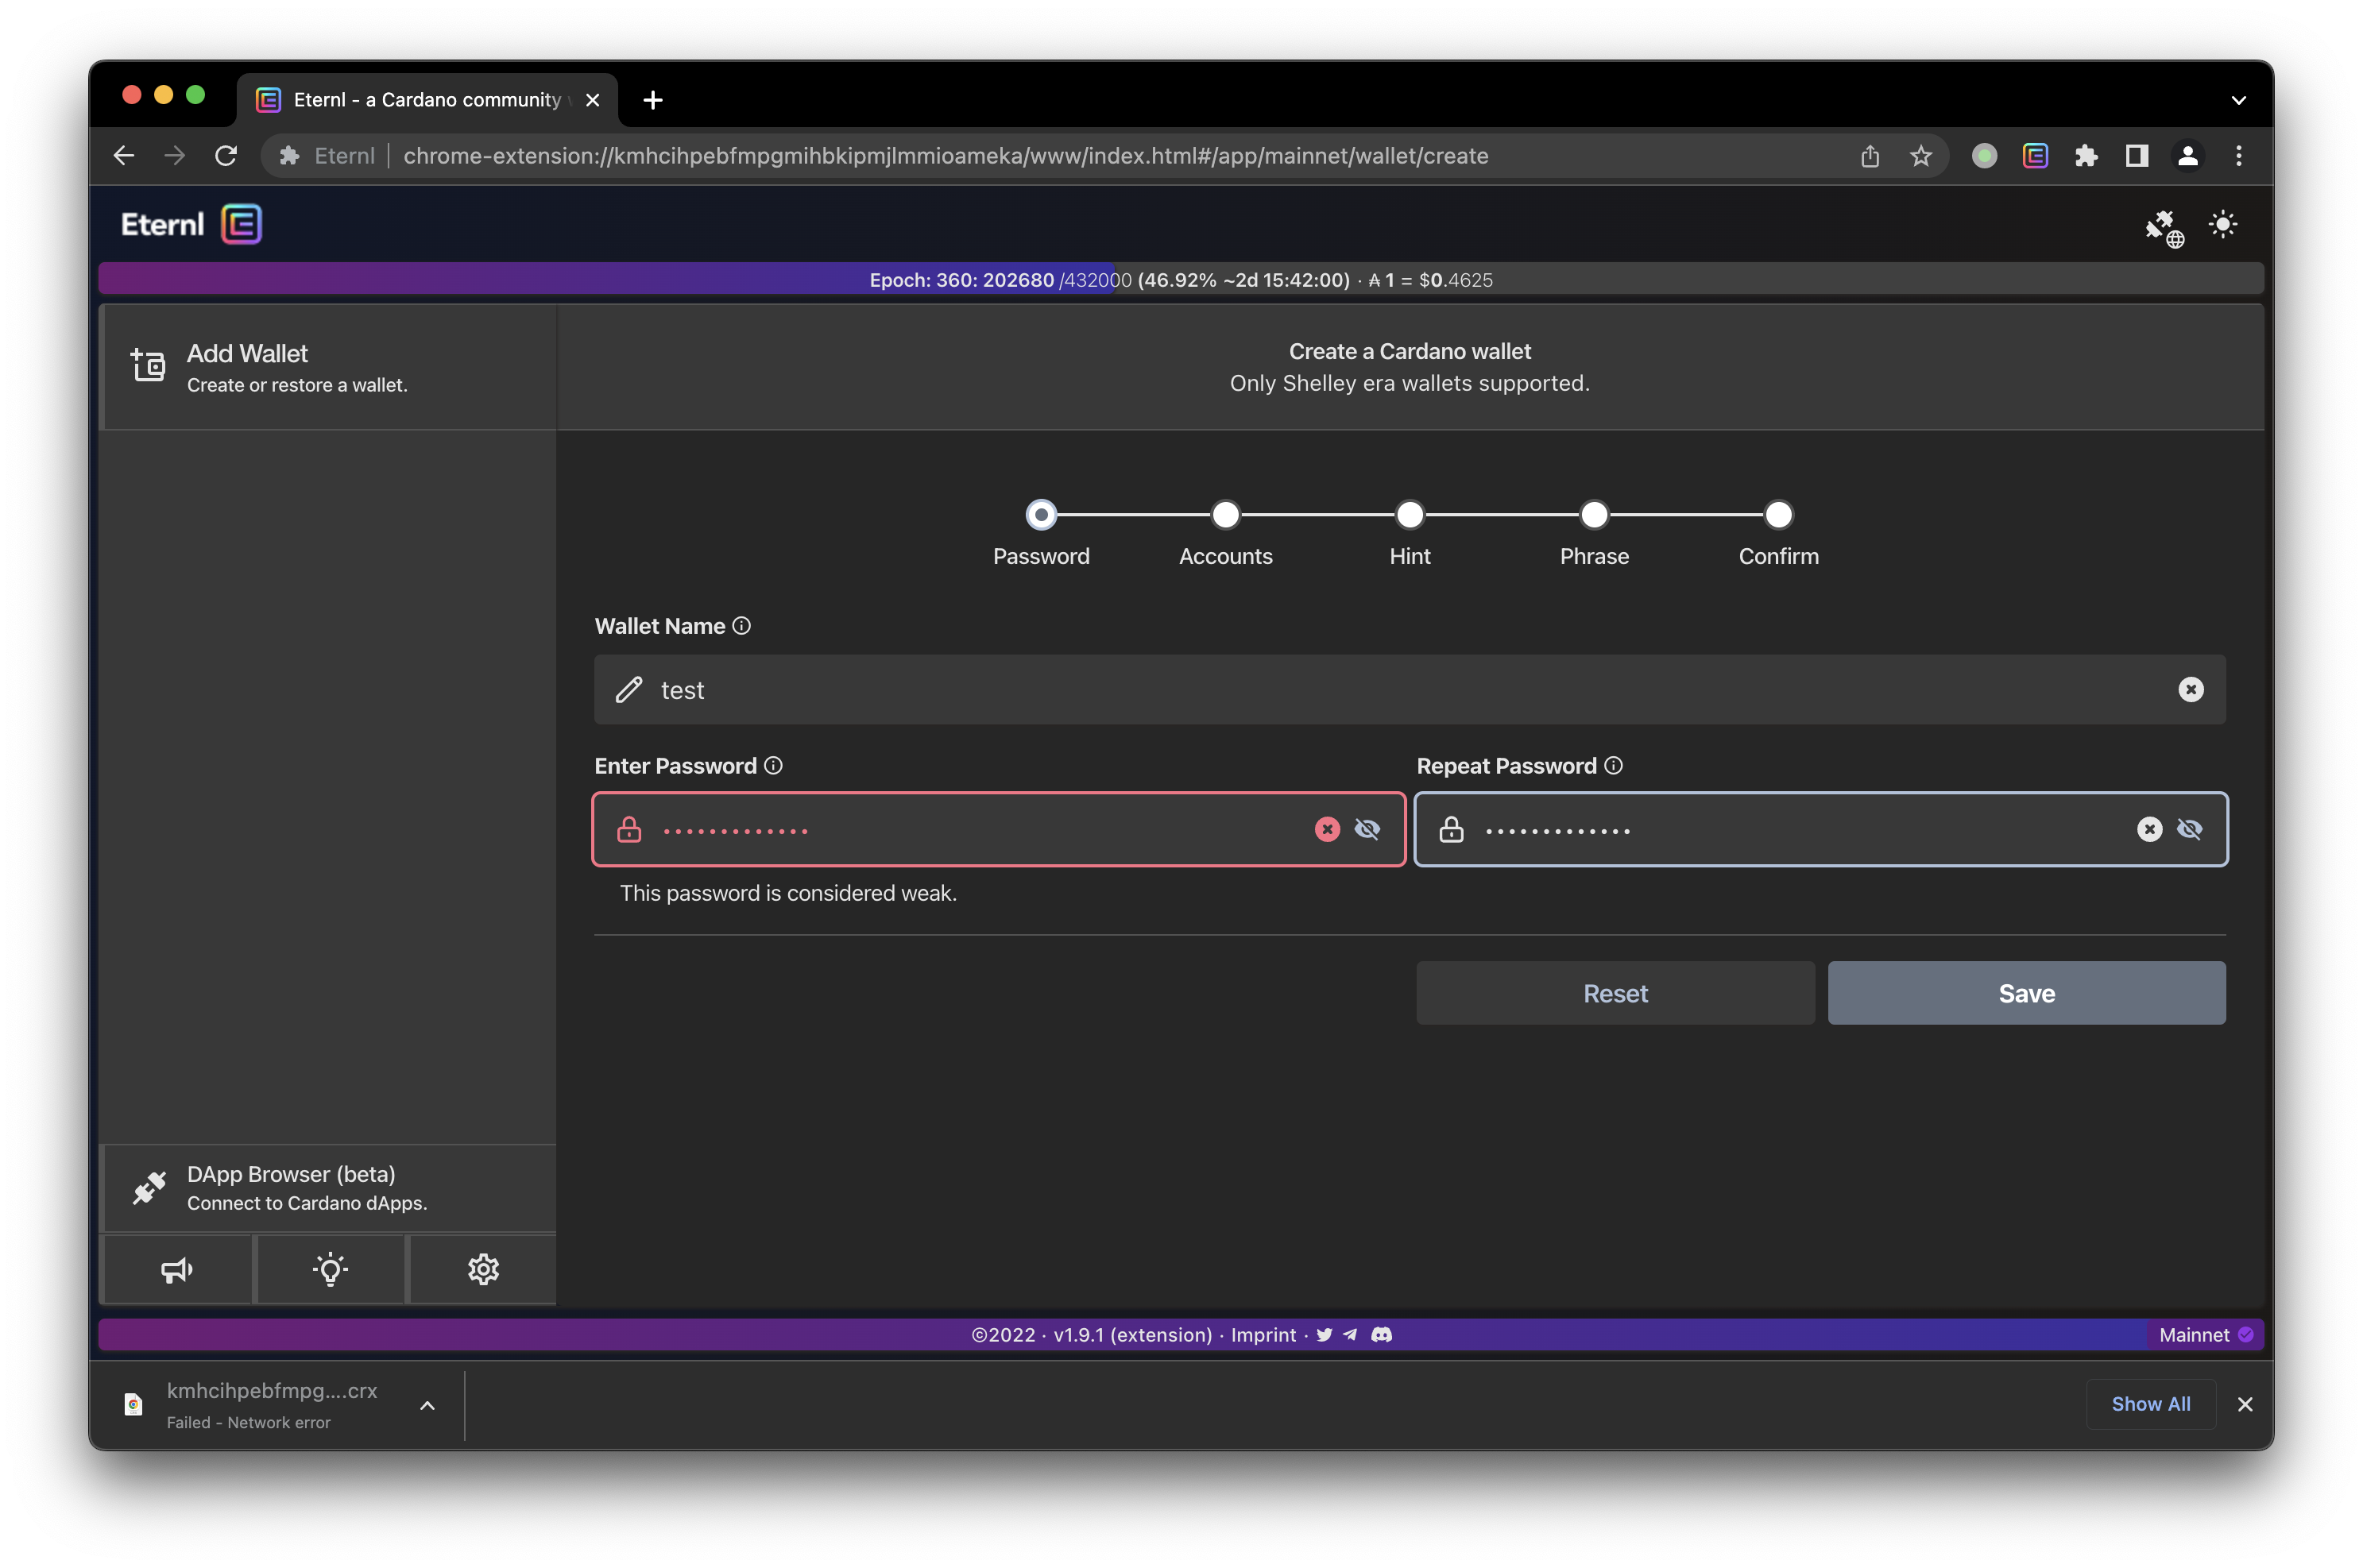 Eternl - a Cardano community
Eternl
chrome-extension://kmhcihpebfmpgmihbkipmjlmmioameka/www/index.html#/app/mainnet/wallet/create
Eternl
Epoch: 360: 202680 /432000 (46.92% ~2d 15:42:00) · ₳ 1 = $0.4625
Add Wallet
Create or restore a wallet.
Create a Cardano wallet
Only Shelley era wallets supported.
Password
Accounts
Hint
Phrase
Confirm
Wallet Name
test
Enter Password
Repeat Password
•••••••••••••
•••••••••••••
This password is considered weak.
Reset
Save
DApp Browser (beta)
Connect to Cardano dApps.
©2022 · v1.9.1 (extension) · Imprint ·
Mainnet
kmhcihpebfmpg....crx
Failed - Network error
Show All